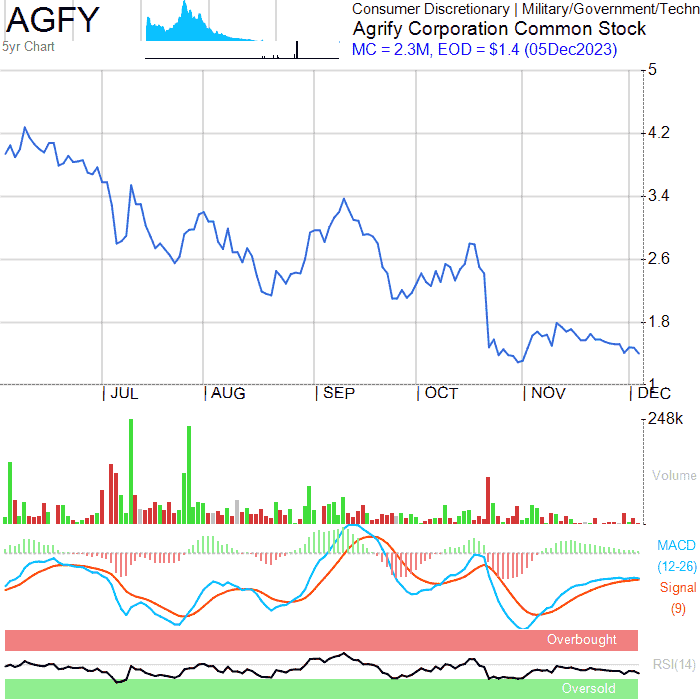 AGFY
5yr Chart
Consumer Discretionary | Military/Government/Techn
Agrify Corporation Common Stock
MC = 2.3M, EOD = $1.4 (05Dec2023)
5
4.2
3.4
2.6
1.8
1
JUL
AUG
SEP
OCT
NOV
DEC
248k
Volume
MACD
(12-26)
Signal
(9)
Overbought
RSI(14)
Oversold